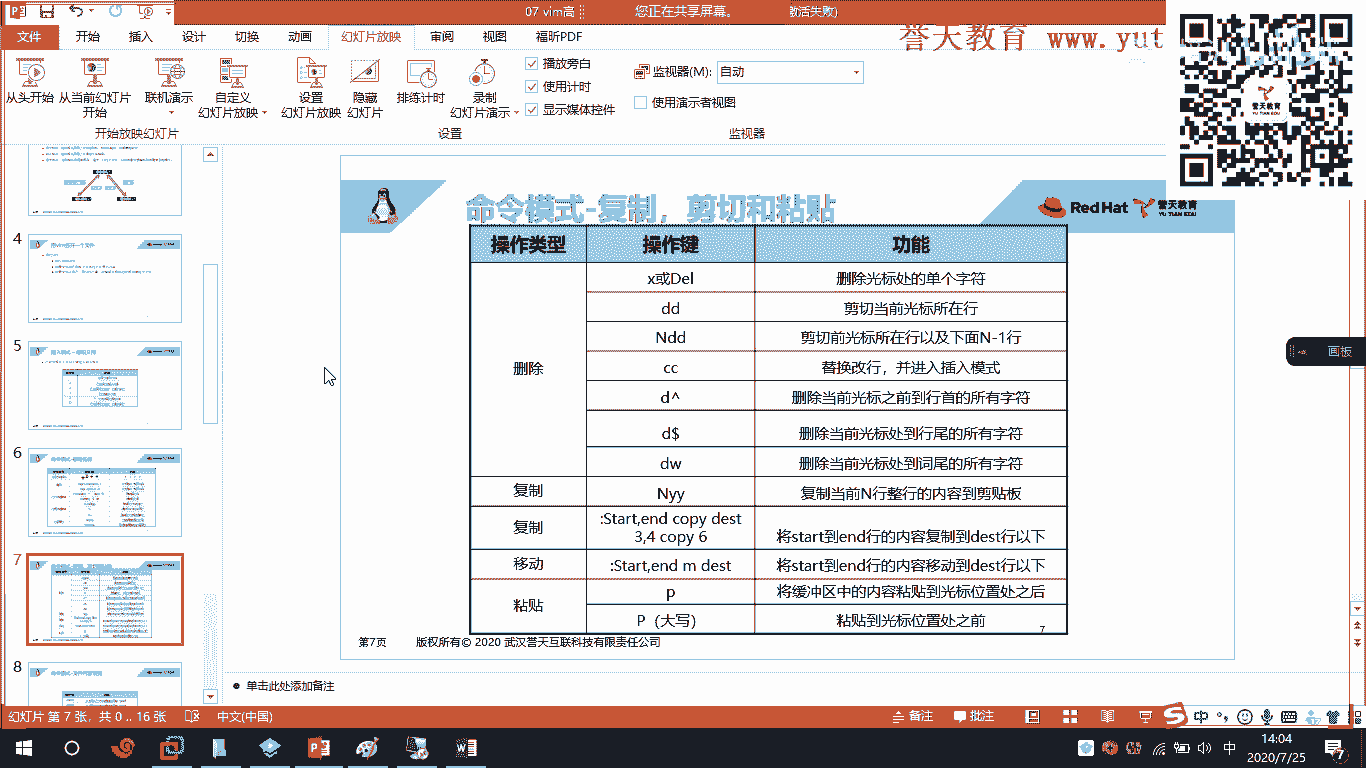 07 vim高
您正在共享屏幕。
激活失败)
文件 开始 插入 设计 切换 动画 幻灯片放映 审阅 视图 福昕PDF
誉天教育 www.yut
从头开始 从当前幻灯片开始 联机演示 自定义幻灯片放映 设置幻灯片放映 隐藏幻灯片 排练计时 录制幻灯片演示
播放旁白
使用计时
显示媒体控件
监视器(M): 自动
使用演示者视图
开始放映幻灯片 设置 监视器
誉天教育
YU TIAN EDU
4
5
6
7
8
命令模式-复制，剪切和粘贴
Red Hat 誉天教育
YU TIAN EDU
操作类型 操作键 功能
删除
x或Del 删除光标处的单个字符
dd 剪切当前光标所在行
Ndd 剪切前光标所在行以及下面N-1行
cc 替换改行，并进入插入模式
d^ 删除当前光标之前到行首的所有字符
d$ 删除当前光标处到行尾的所有字符
dw 删除当前光标处到词尾的所有字符
复制 Nyy 复制当前N行整行的内容到剪贴板
复制 :Start,end copy dest
3,4 copy 6 将start到end行的内容复制到dest行以下
移动 :Start,end m dest 将start到end行的内容移动到dest行以下
粘贴
p 将缓冲区中的内容粘贴到光标位置处之后
P（大写） 粘贴到光标位置处之前
7
第7页 版权所有© 2020 武汉誉天互联科技有限责任公司
画板
单击此处添加备注
幻灯片 第 7 张，共 0 .. 16 张 中文(中国)
备注 批注
中
中 14:04
2020/7/25
7